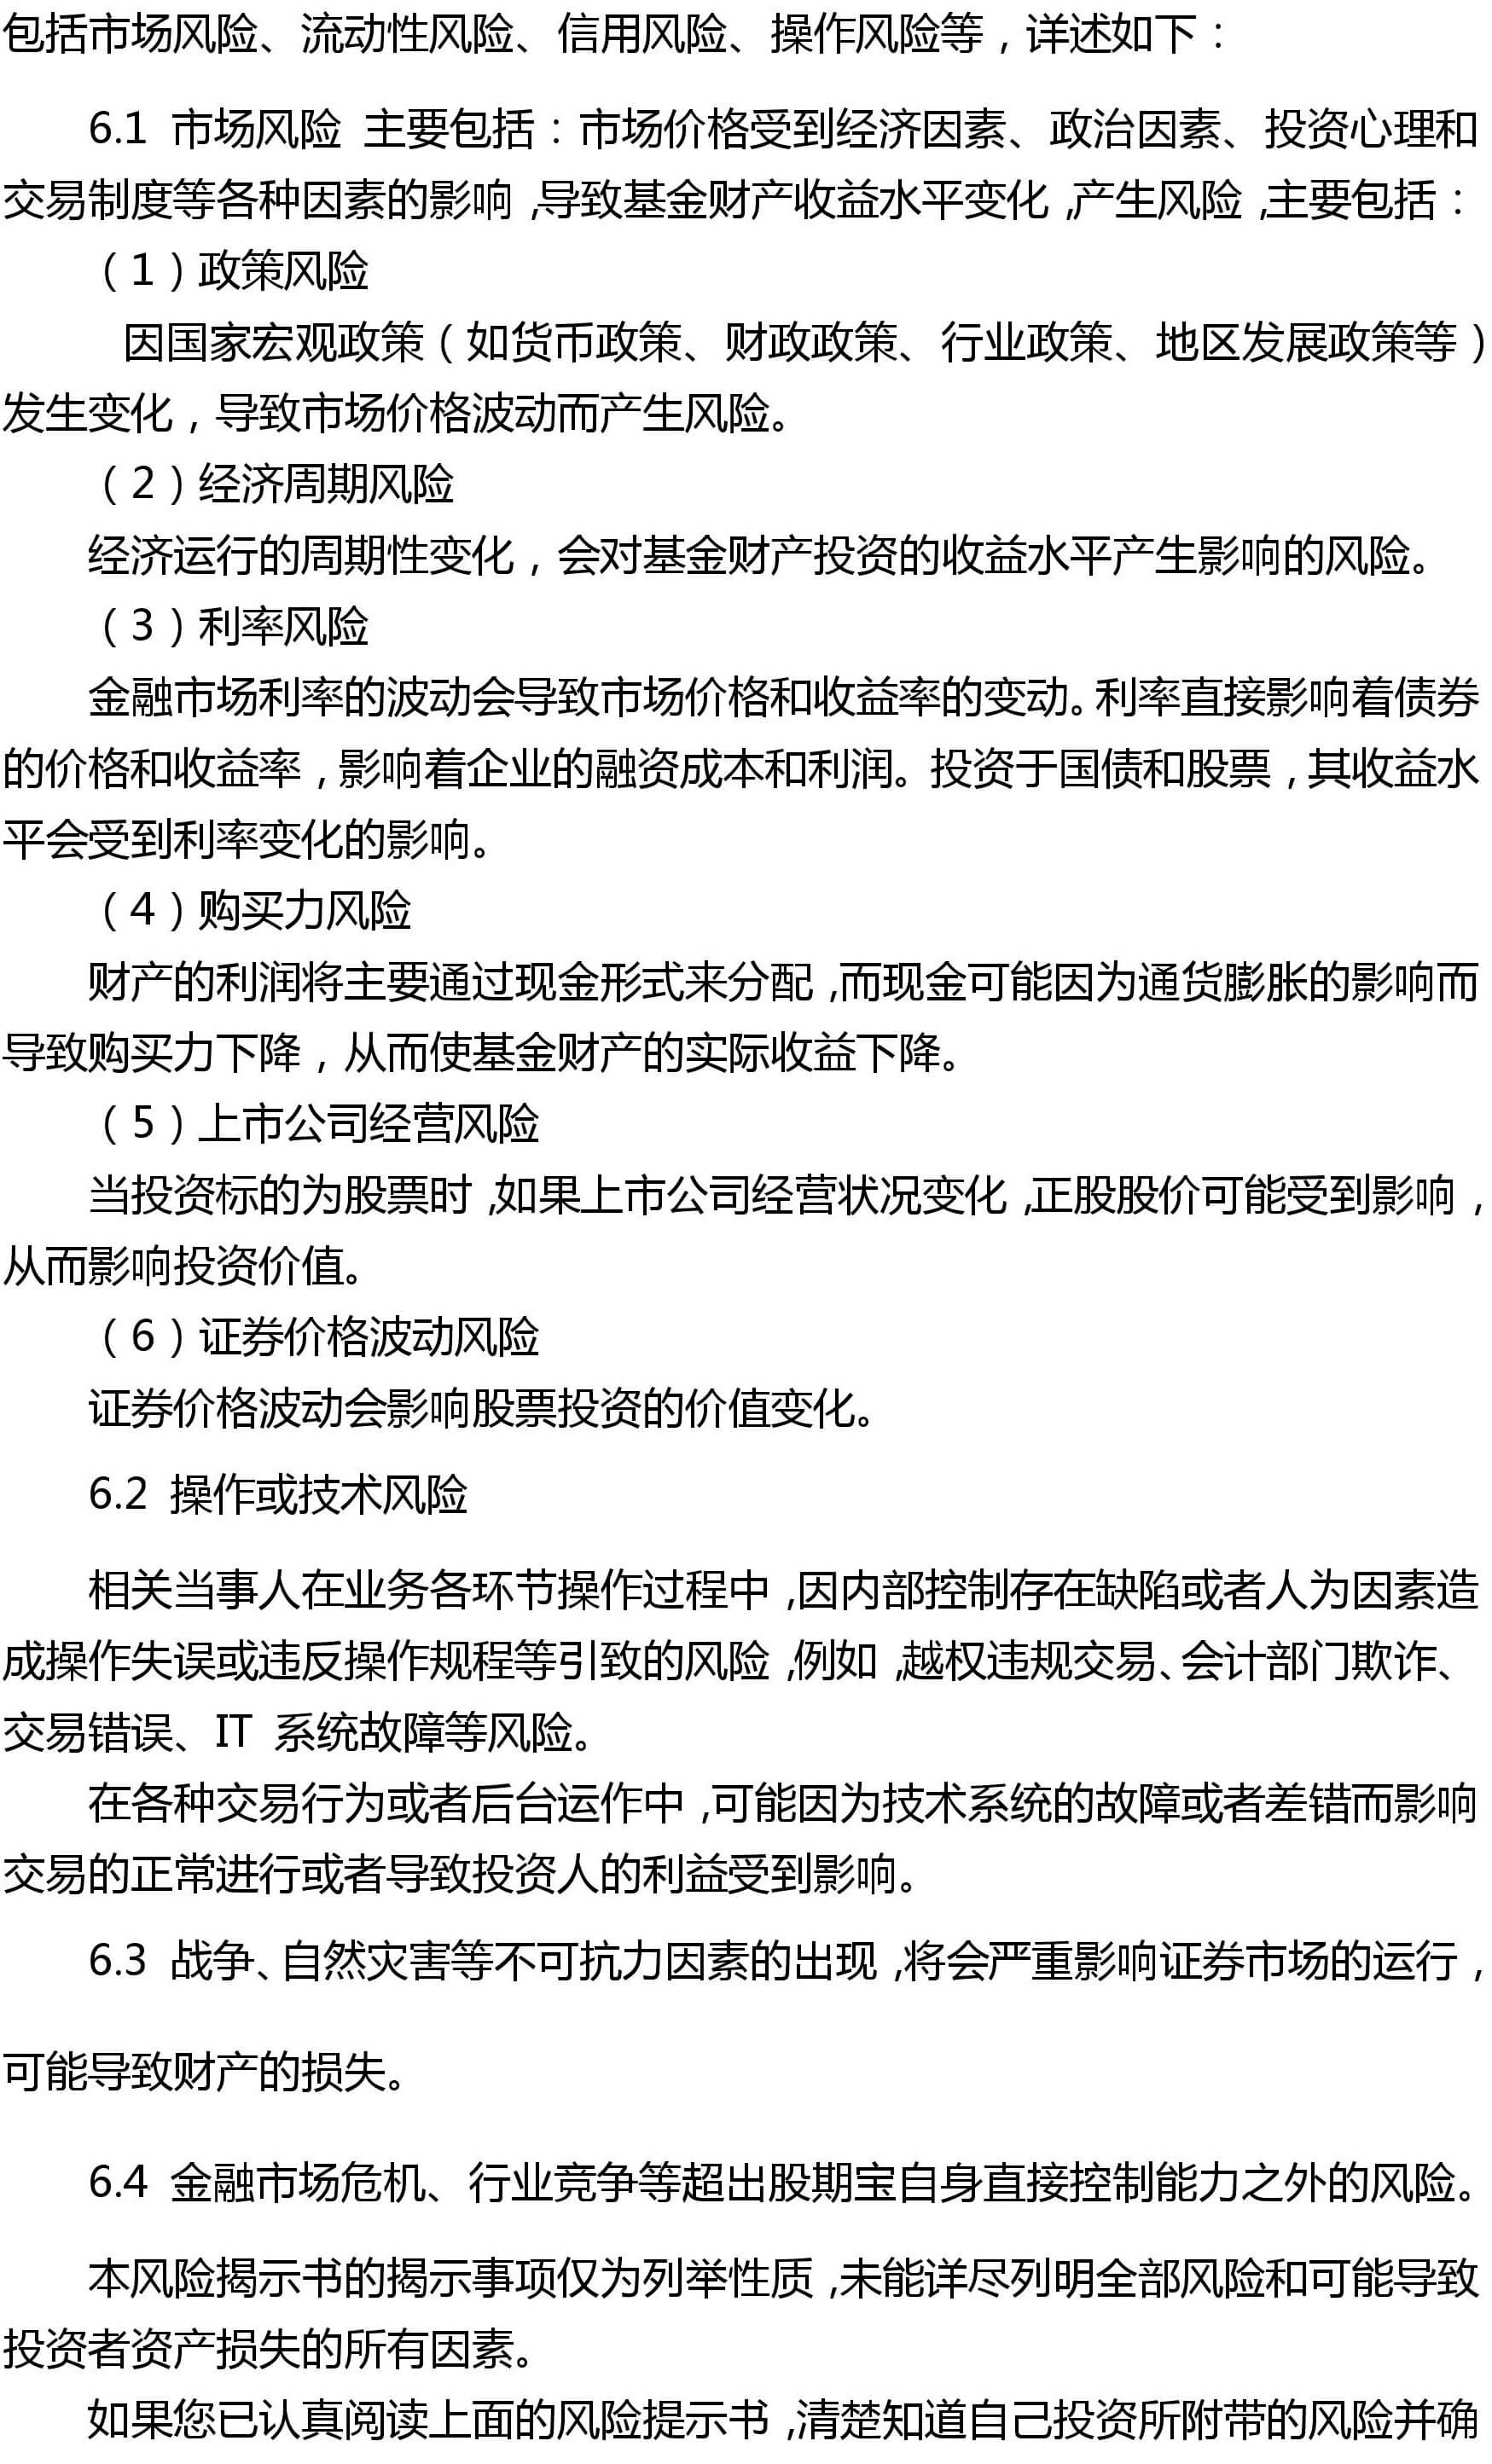 包括市场风险、流动性风险、信用风险、操作风险等，详述如下：
6.1 市场风险 主要包括：市场价格受到经济因素、政治因素、投资心理和
交易制度等各种因素的影响，导致基金财产收益水平变化，产生风险，主要包括：
（1）政策风险
因国家宏观政策（如货币政策、财政政策、行业政策、地区发展政策等）
发生变化，导致市场价格波动而产生风险。
（2）经济周期风险
经济运行的周期性变化，会对基金财产投资的收益水平产生影响的风险。
（3）利率风险
金融市场利率的波动会导致市场价格和收益率的变动。利率直接影响着债券
的价格和收益率，影响着企业的融资成本和利润。投资于国债和股票，其收益水
平会受到利率变化的影响。
（4）购买力风险
财产的利润将主要通过现金形式来分配，而现金可能因为通货膨胀的影响而
导致购买力下降，从而使基金财产的实际收益下降。
（5）上市公司经营风险
当投资标的为股票时，如果上市公司经营状况变化，正股股价可能受到影响，
从而影响投资价值。
（6）证券价格波动风险
证券价格波动会影响股票投资的价值变化。
6.2 操作或技术风险
相关当事人在业务各环节操作过程中，因内部控制存在缺陷或者人为因素造
成操作失误或违反操作规程等引致的风险，例如，越权违规交易、会计部门欺诈、
交易错误、IT 系统故障等风险。
在各种交易行为或者后台运作中，可能因为技术系统的故障或者差错而影响
交易的正常进行或者导致投资人的利益受到影响。
6.3 战争、自然灾害等不可抗力因素的出现，将会严重影响证券市场的运行，
可能导致财产的损失。
6.4 金融市场危机、行业竞争等超出股期宝自身直接控制能力之外的风险。
本风险揭示书的揭示事项仅为列举性质，未能详尽列明全部风险和可能导致
投资者资产损失的所有因素。
如果您已认真阅读上面的风险提示书，清楚知道自己投资所附带的风险并确